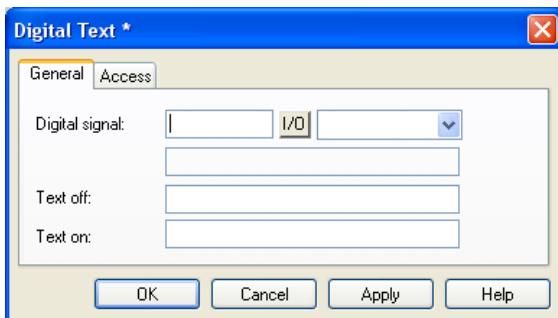 Digital Text *
General Access
Digital signal: I/O
Text off:
Text on:
OK Cancel Apply Help